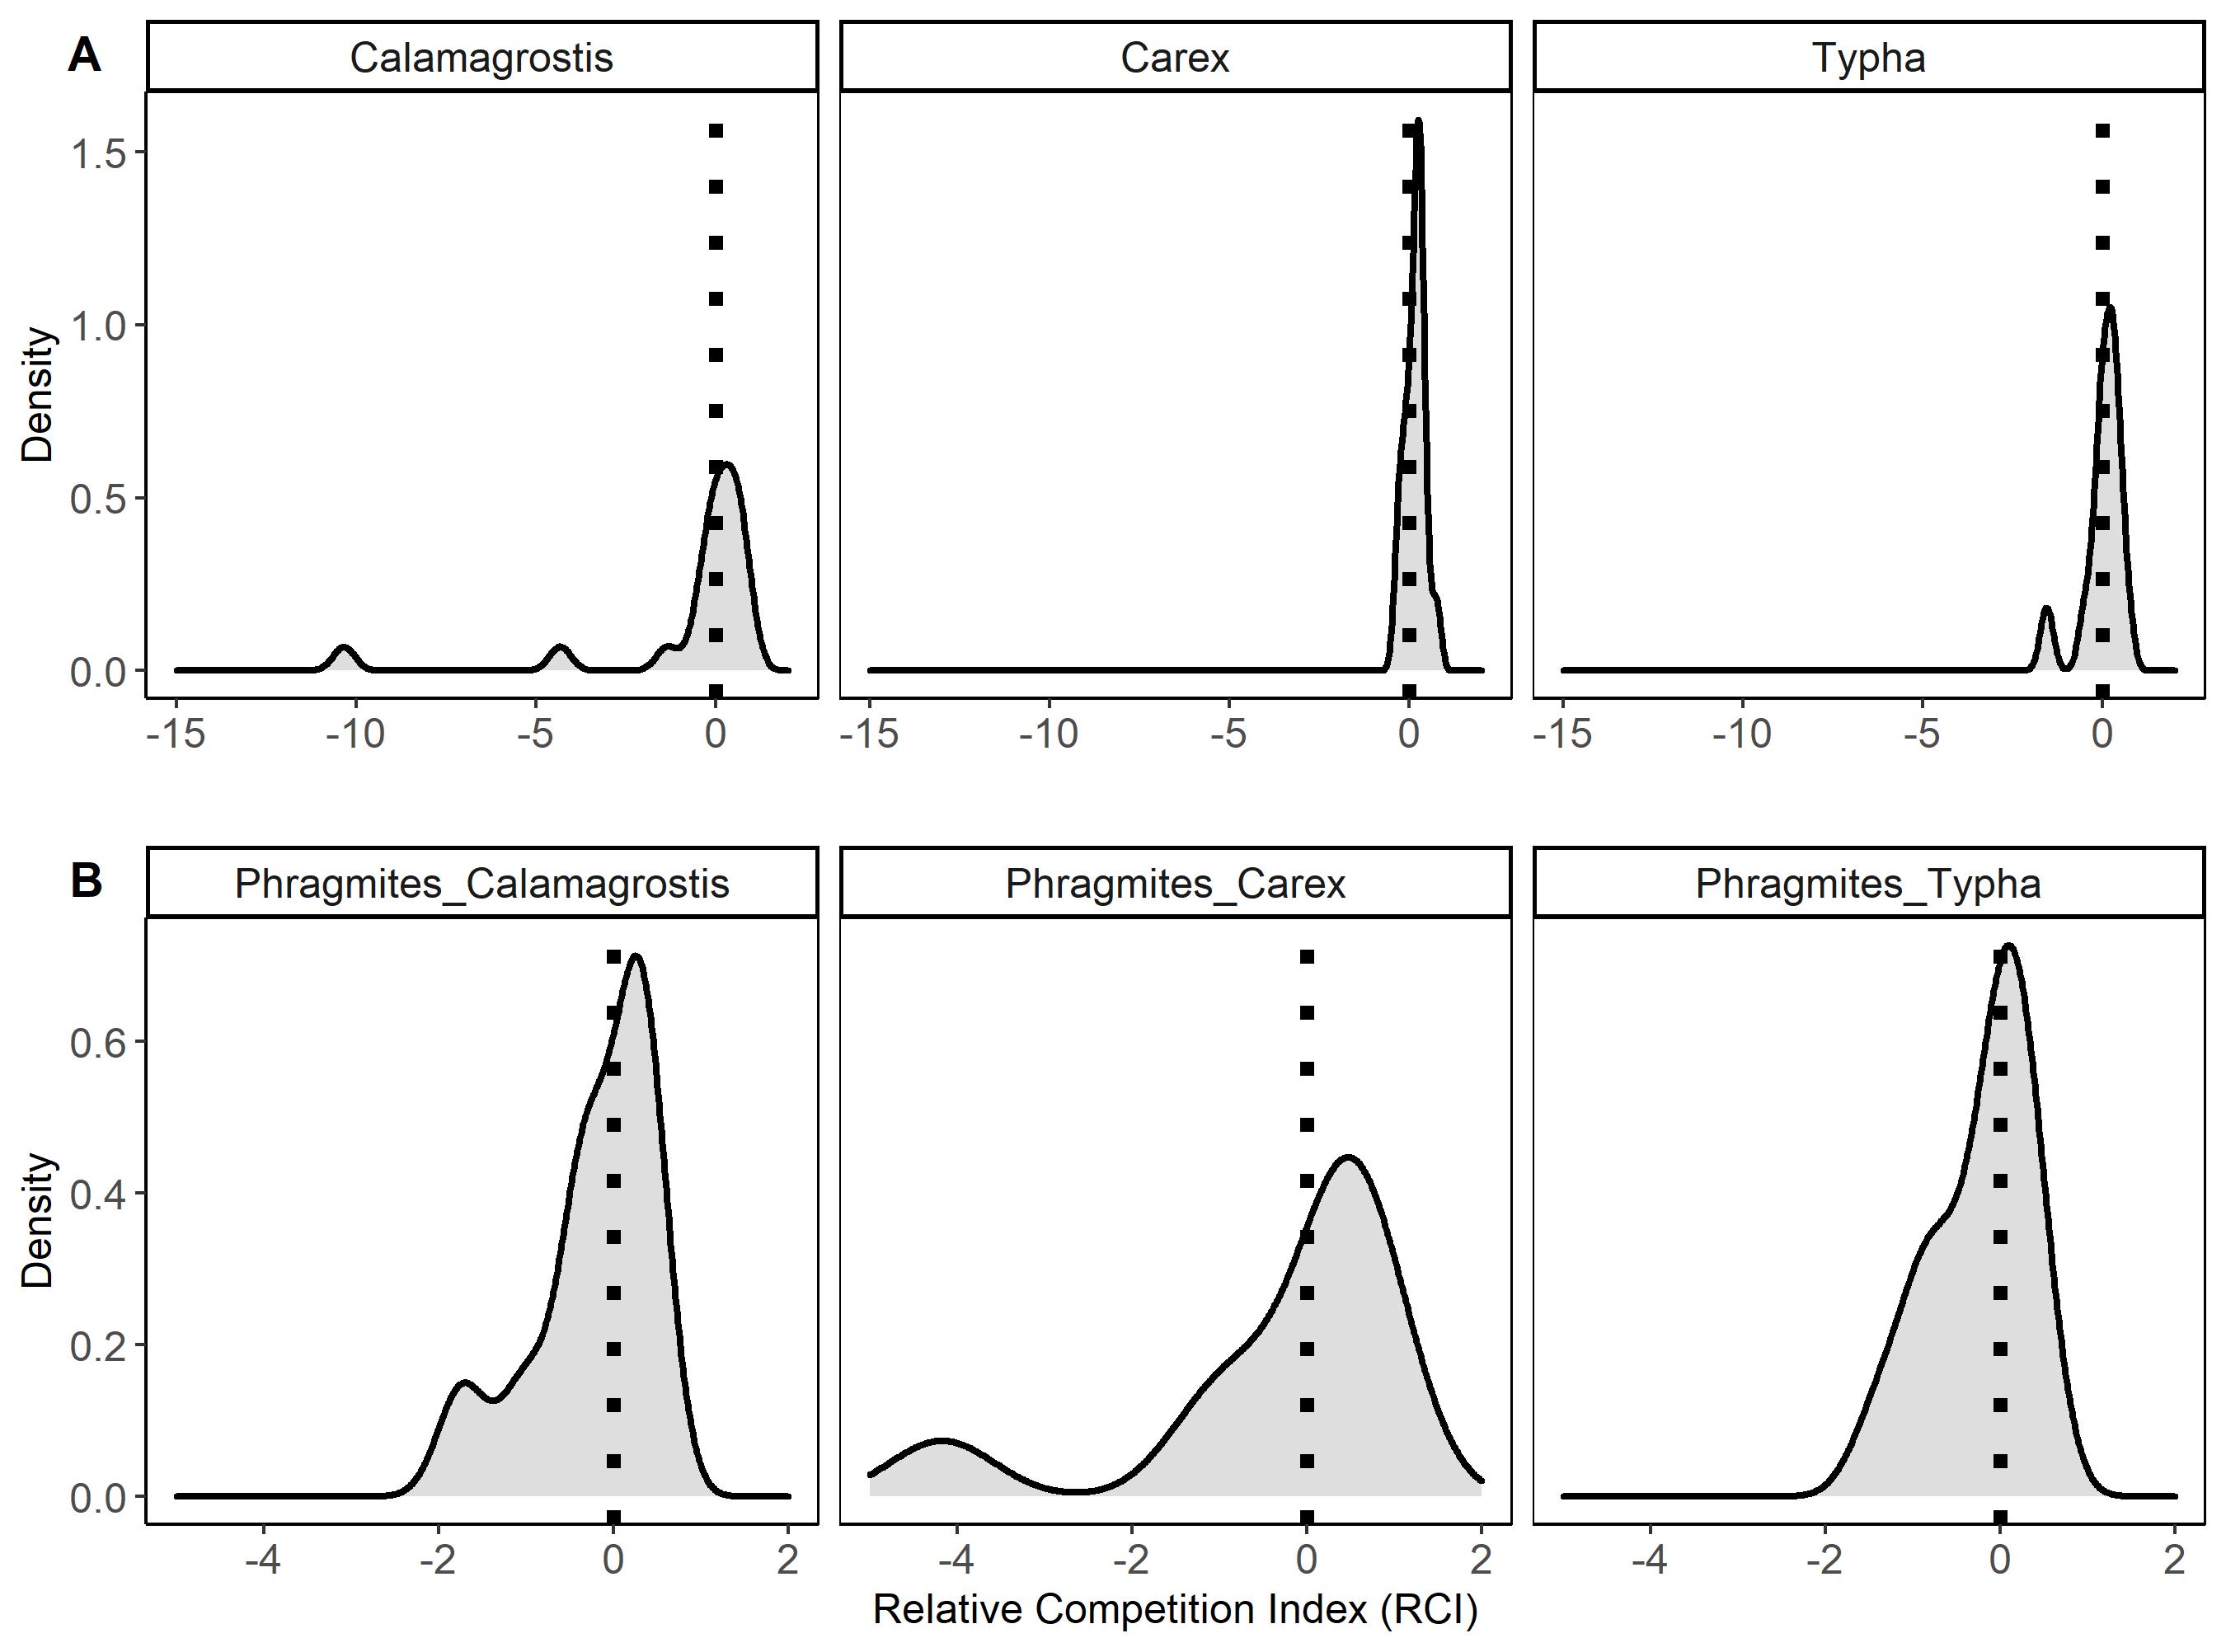 A
Calamagrostis Carex Typha
Density
1.5
1.0
0.5
0.0
-15 -10 -5 0 -15 -10 -5 0 -15 -10 -5 0
B
Phragmites_Calamagrostis Phragmites_Carex Phragmites_Typha
Density
0.6
0.4
0.2
0.0
-4 -2 0 2 -4 -2 0 2 -4 -2 0 2
Relative Competition Index (RCI)